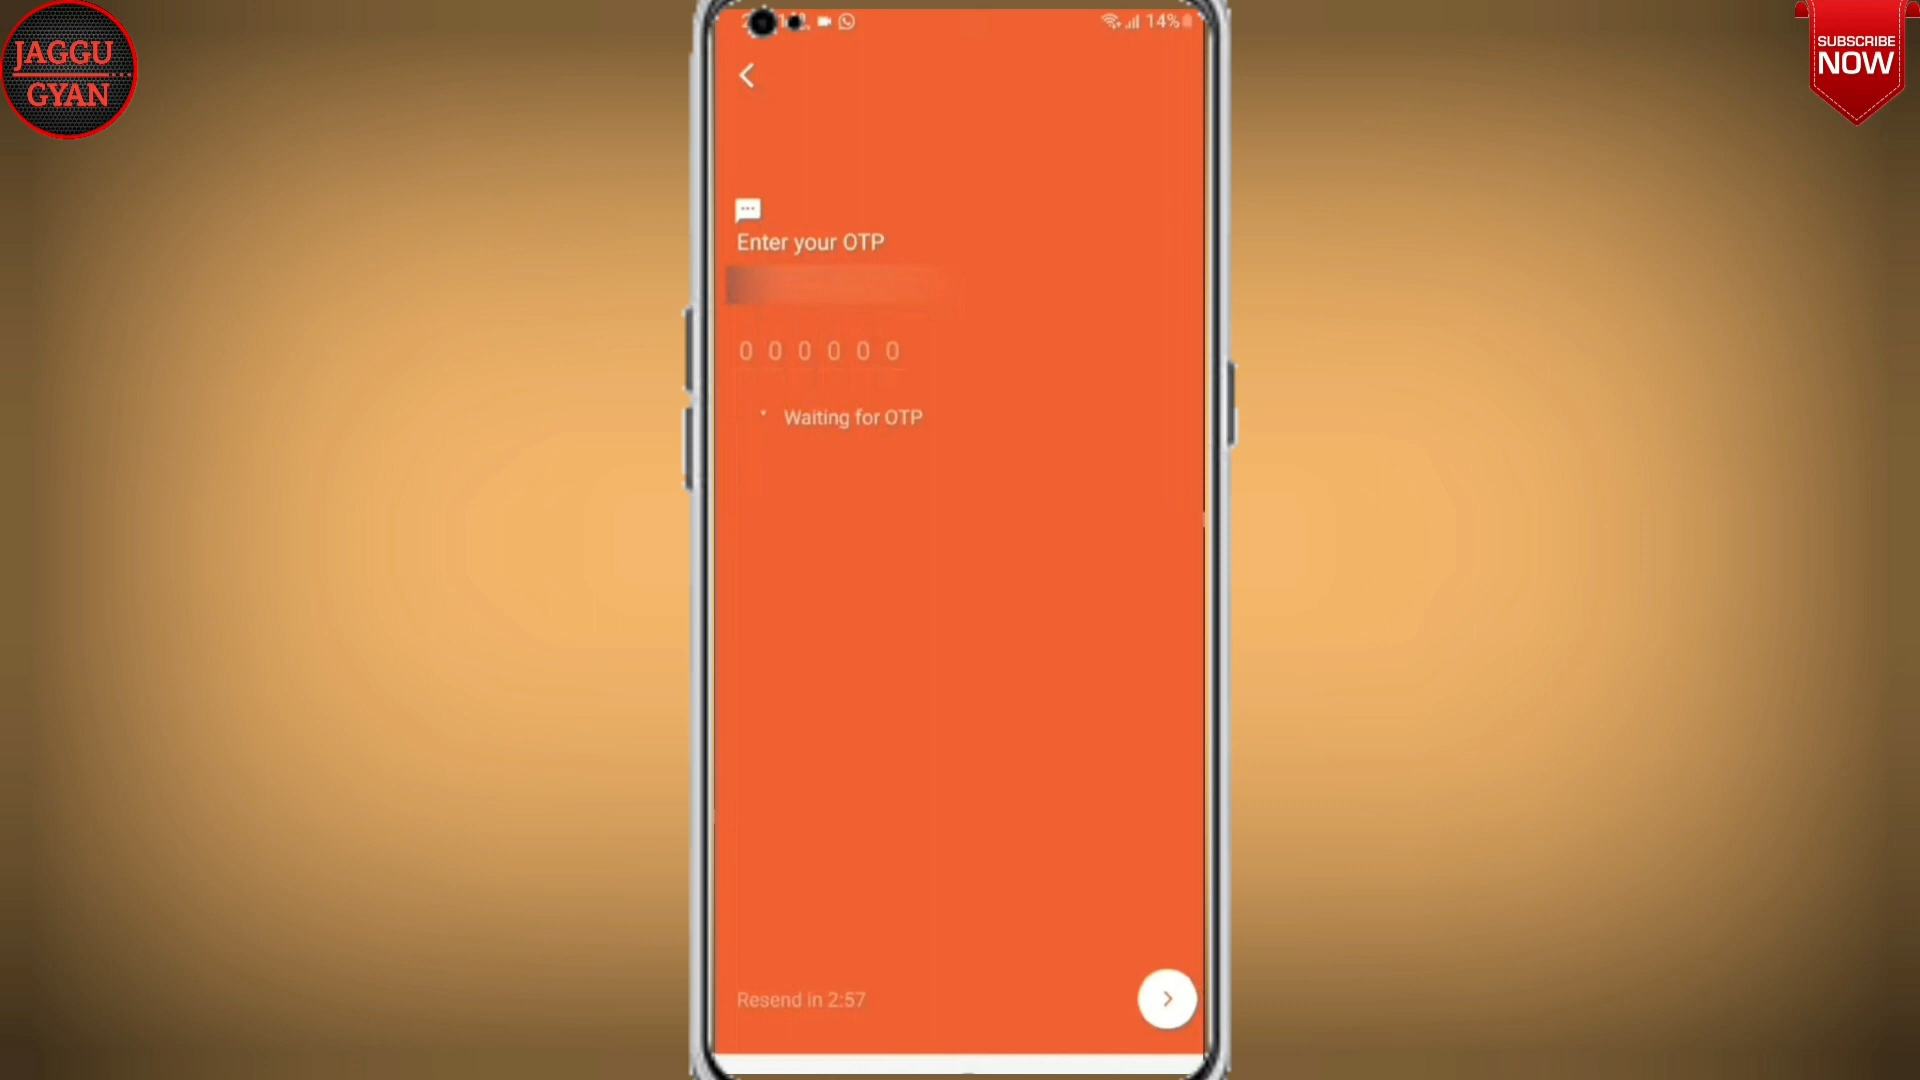 JAGGU
GYAN
SUBSCRIBE
NOW
14%
Enter your OTP
0 0 0 0 0 0
Waiting for OTP
Resend in 2:57